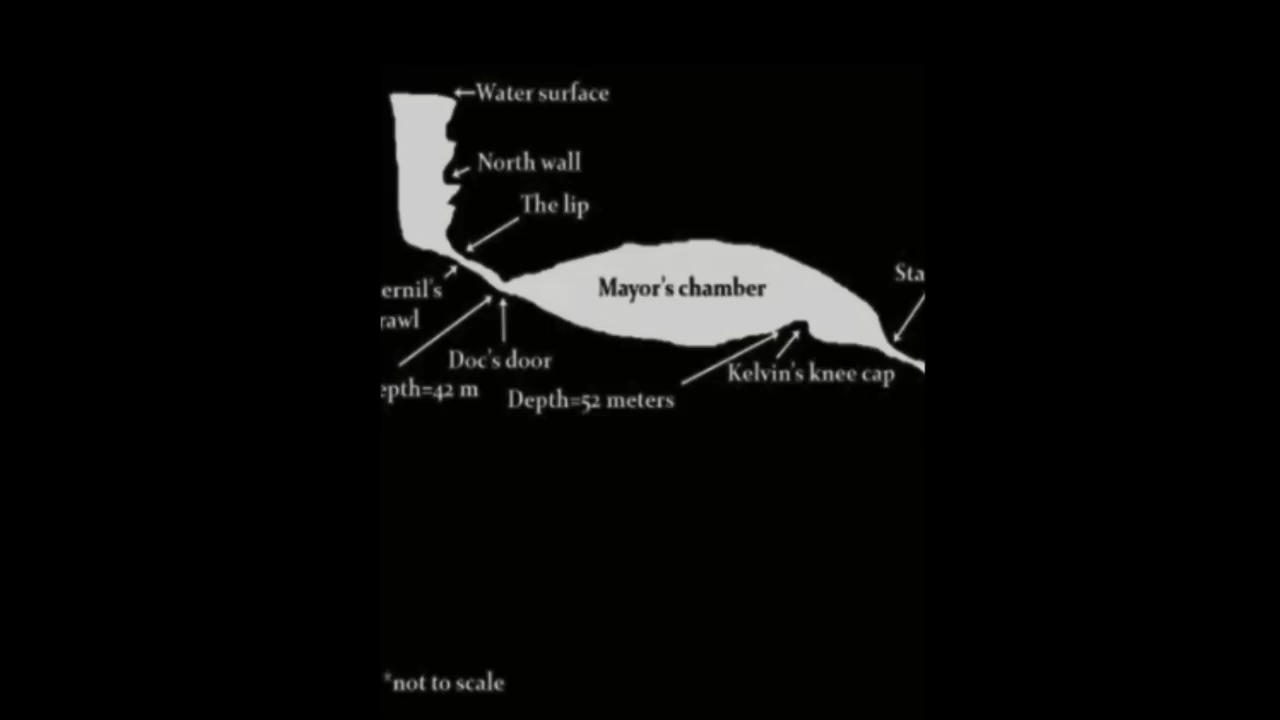 ←Water surface
North wall
The lip
Sta
Mayor's chamber
ernil's
rawl
Doc's door
Kelvin's knee cap
epth=42 m
Depth=52 meters
*not to scale